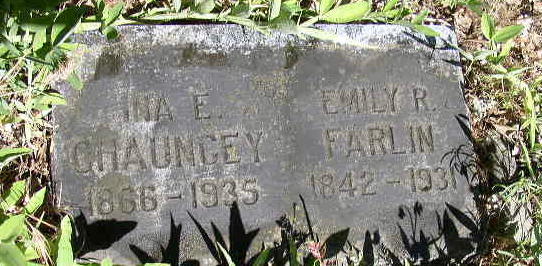 INA E.
CHAUNCEY
1866-1935
EMILY R.
FARLIN
1842-1931